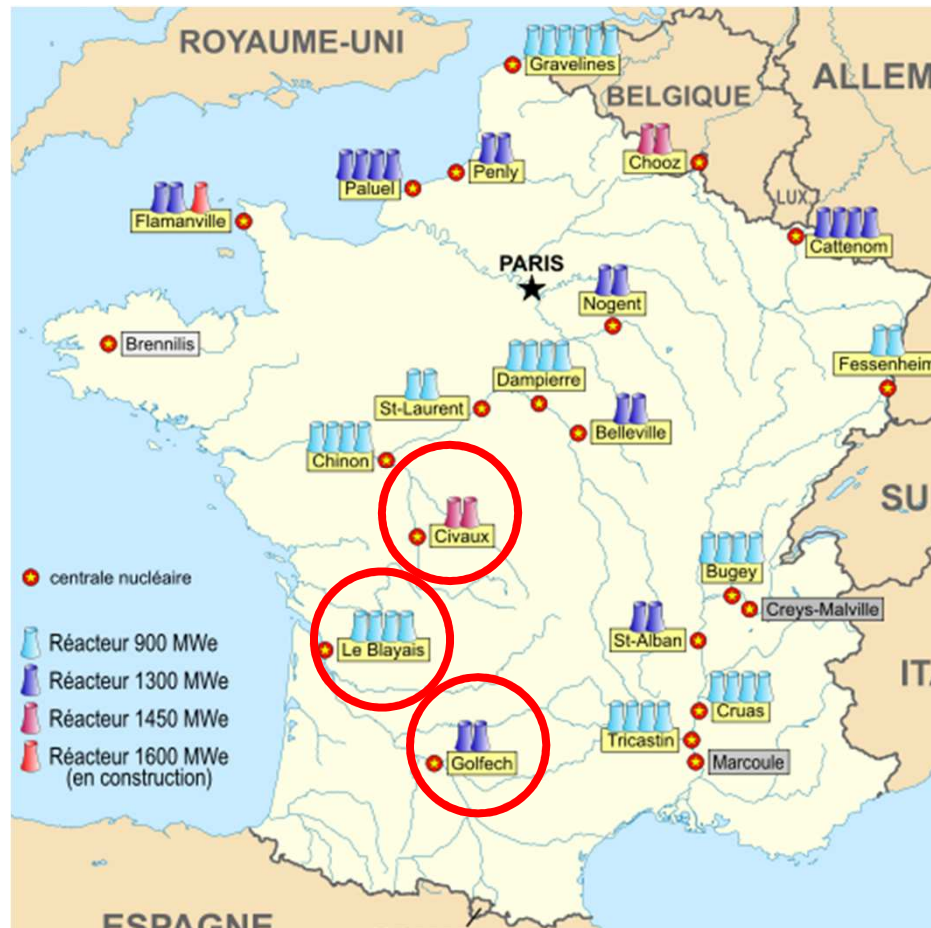 ROYAUME-UNI
Gravelines
ALLEM
BELGIQUE
Penly
Chooz
Paluel
LUX
Flamanville
Cattenom
PARIS
Nogent
Brennilis
Fessenheim
Dampierre
St-Laurent
Belleville
Chinon
SU
Civaux
Bugey
centrale nucléaire
Creys-Malville
Réacteur 900 MWe
Le Blayais
St-Alban
IT
Réacteur 1300 MWe
Cruas
Réacteur 1450 MWe
Tricastin
Réacteur 1600 MWe
(en construction)
Golfech
Marcoule
ESPAGNE